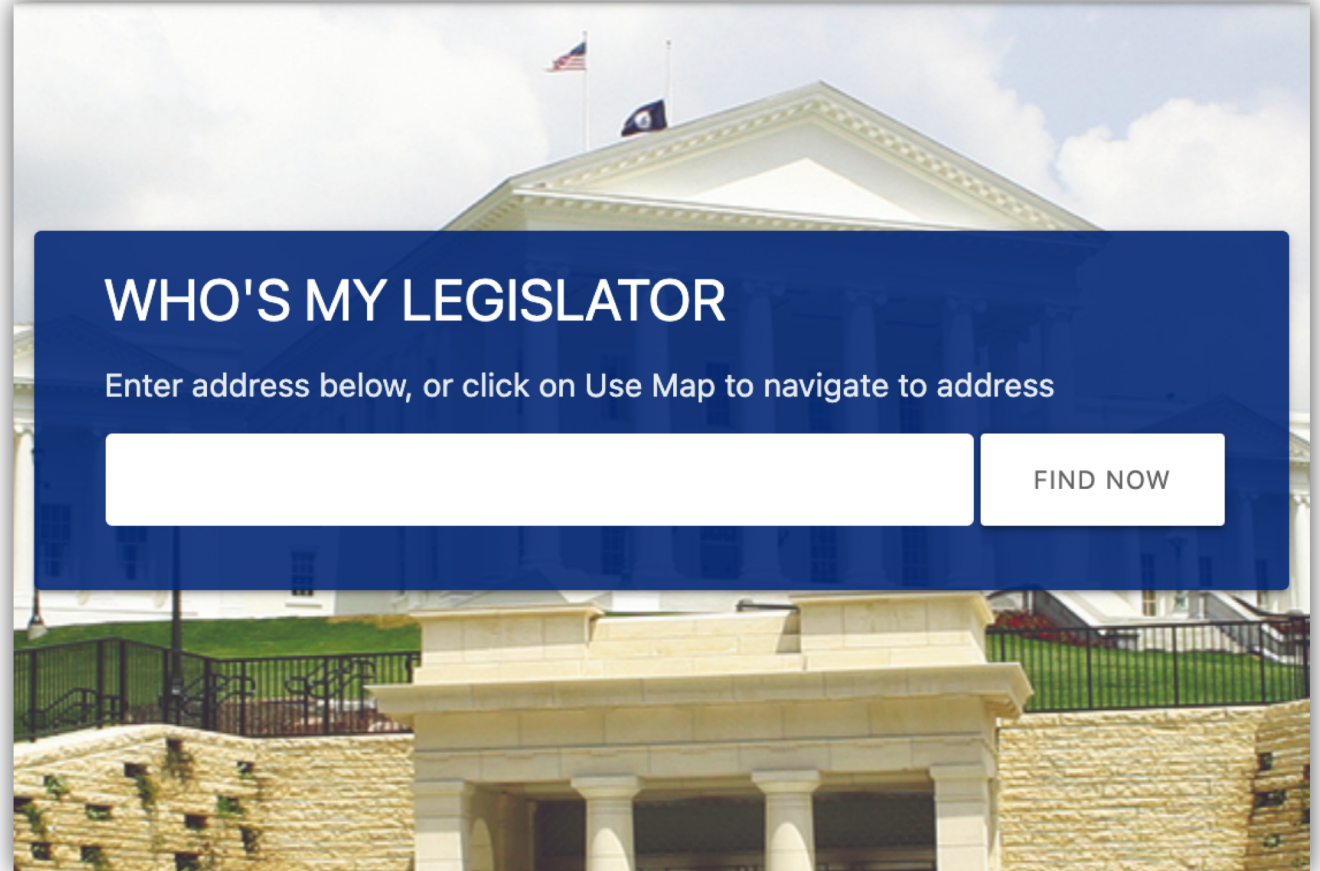 WHO'S MY LEGISLATOR
Enter address below, or click on Use Map to navigate to address
FIND NOW